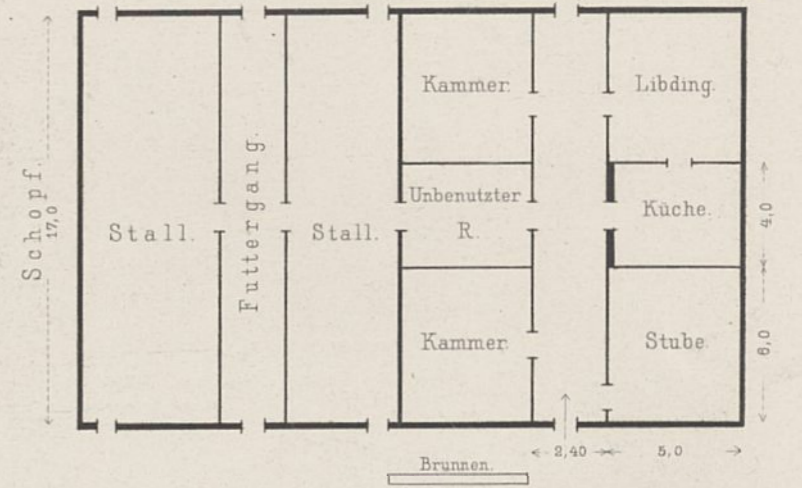 Kammer.
Libding.
Schopf.
17,0
Stall.
Futtergang.
Stall.
Unbenutzter
R.
Küche.
4,0
Kammer.
Stube.
6,0
2,40
5,0
Brunnen.